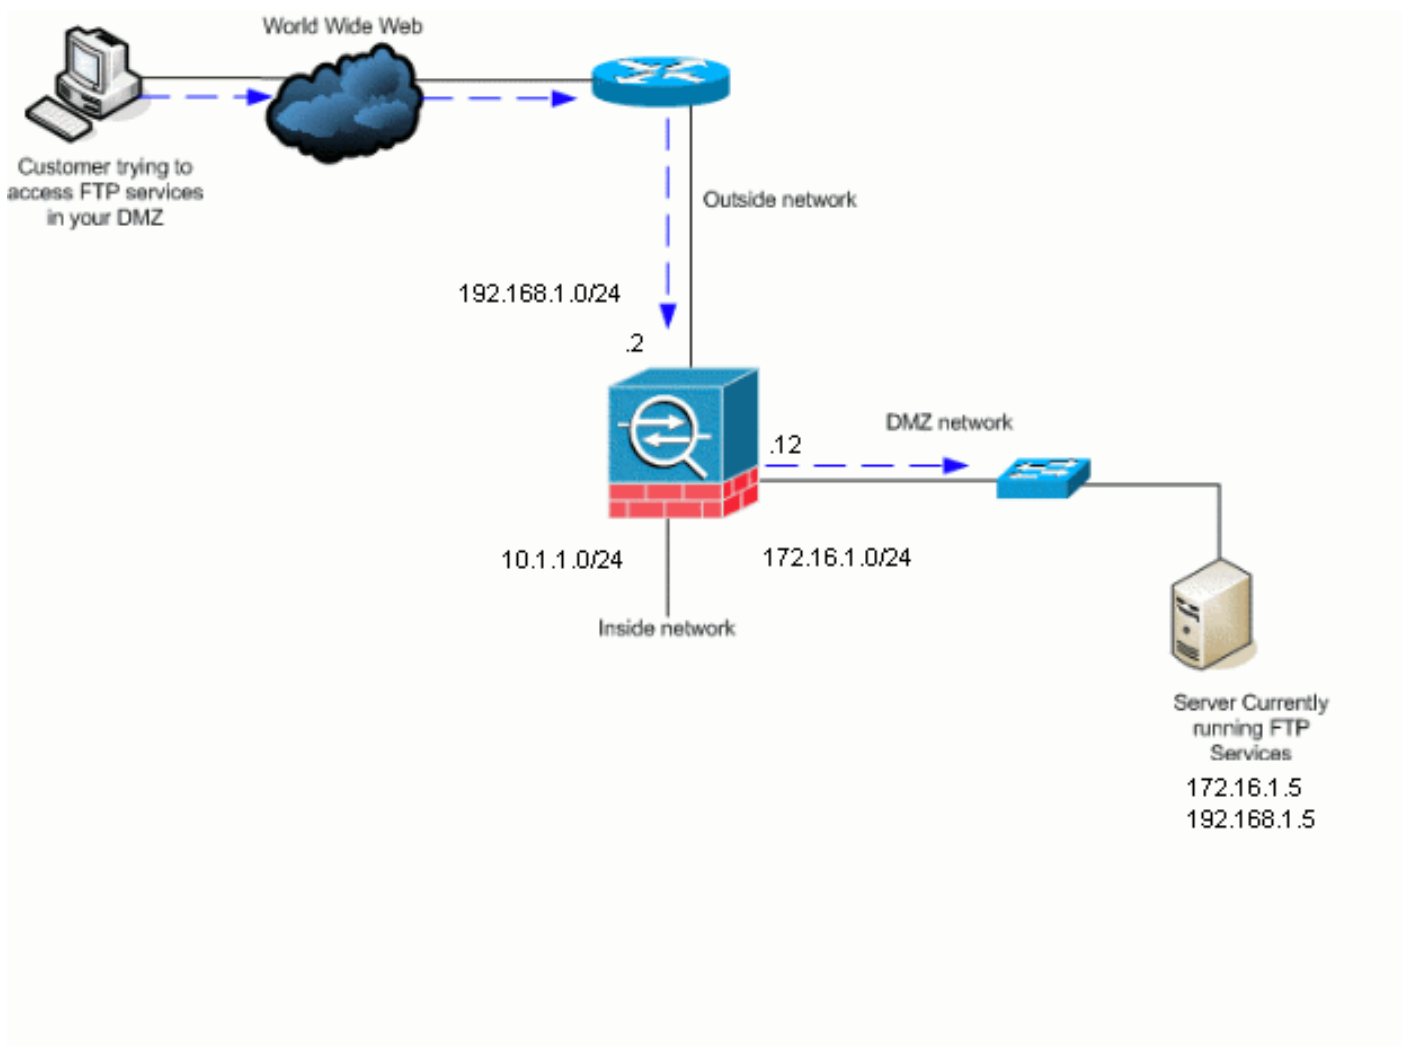 World Wide Web
Customer trying to
access FTP services
in your DMZ
Outside network
192.168.1.0/24
.2
DMZ network
.12
10.1.1.0/24
172.16.1.0/24
Inside network
Server Currently
running FTP
Services
172.16.1.5
192.168.1.5